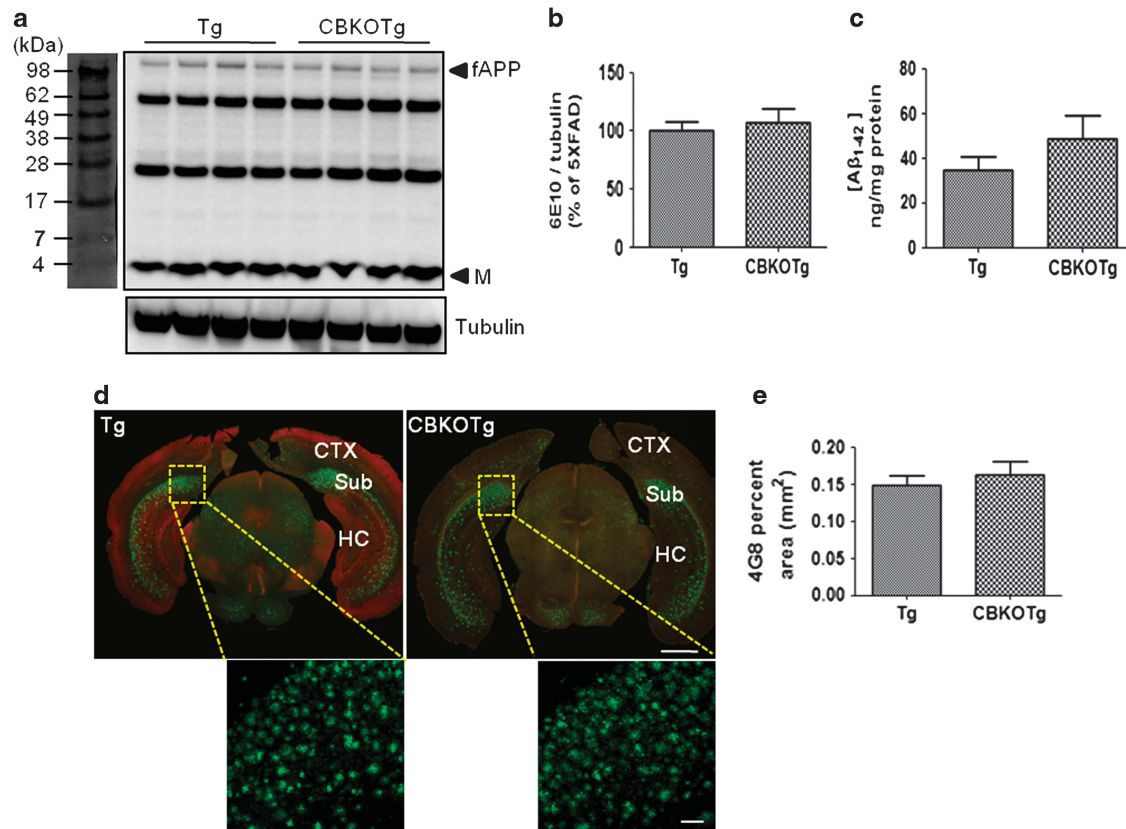 a
Tg CBKOTg
(kDa)
98
62
49
38
28
17
7
4
fAPP
M
Tubulin
b
6E10 / tubulin
(% of 5XFAD)
150
100
50
0
Tg CBKOTg
c
[Aβ1-42]
ng/mg protein
80
60
40
20
0
Tg CBKOTg
d
Tg
CTX
Sub
HC
CBKOTg
CTX
Sub
HC
e
4G8 percent
area (mm²)
0.20
0.15
0.10
0.05
0.00
Tg CBKOTg